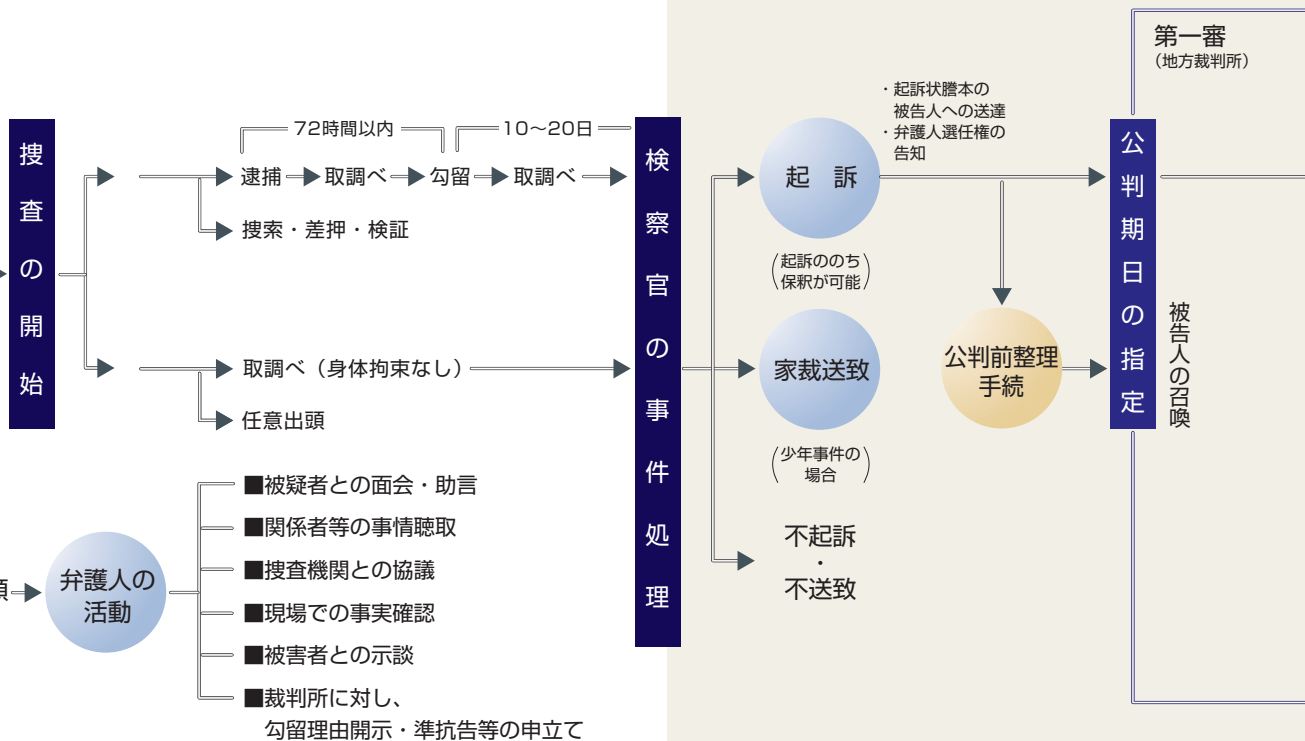 捜査の開始
72時間以内
10〜20日
逮捕
取調べ
勾留
取調べ
捜索・差押・検証
取調べ（身体拘束なし）
任意出頭
弁護人の
活動
■被疑者との面会・助言
■関係者等の事情聴取
■捜査機関との協議
■現場での事実確認
■被害者との示談
■裁判所に対し、
勾留理由開示・準抗告等の申立て
検察官の事件処理
起　訴
（起訴ののち
保釈が可能）
家裁送致
（少年事件の
場合）
不起訴
・
不送致
・起訴状謄本の
被告人への送達
・弁護人選任権の
告知
公判前整理
手続
公判期日の指定
第一審
（地方裁判所）
被告人の召喚